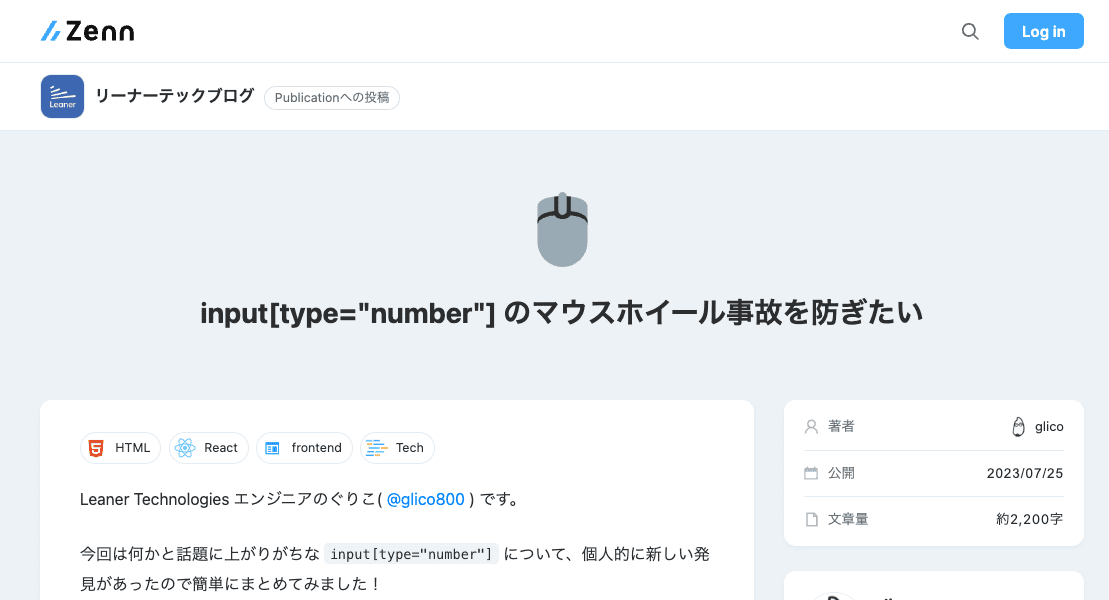 Zenn
Log in
Leaner
リーナーテックブログ
Publicationへの投稿
input[type="number"] のマウスホイール事故を防ぎたい
HTML
React
frontend
Tech
Leaner Technologies エンジニアのぐりこ( @glico800 ) です。
今回は何かと話題に上がりがちな input[type="number"] について、個人的に新しい発
見があったので簡単にまとめてみました！
著者
glico
公開
2023/07/25
文章量
約2,200字